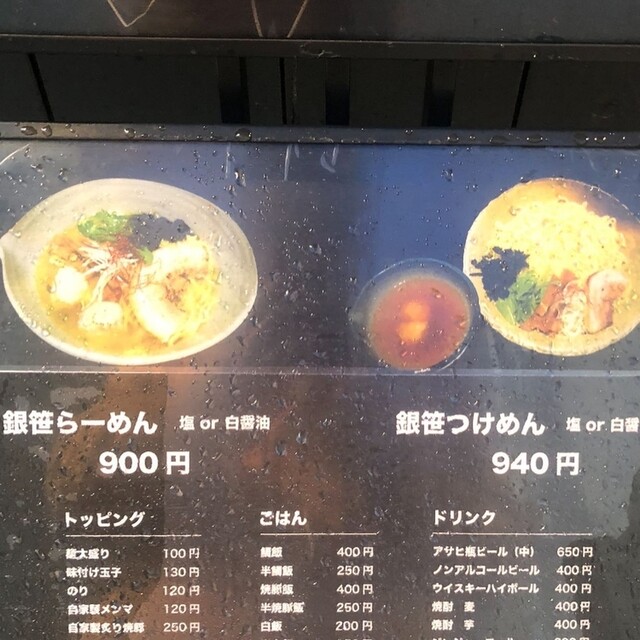 銀笹らーめん 塩 or 白醤油
900円
銀笹つけめん 塩 or 白醤
940円
トッピング
麺大盛り 100円
味付け玉子 130円
のり 120円
自家製メンマ 120円
自家製炙り焼豚 250円
ごはん
鯛飯 400円
半鯛飯 250円
焼豚飯 400円
半焼豚飯 250円
白飯 200円
ドリンク
アサヒ瓶ビール（中） 650円
ノンアルコールビール 400円
ウイスキーハイボール 400円
焼酎 麦 400円
焼酎 芋 400円